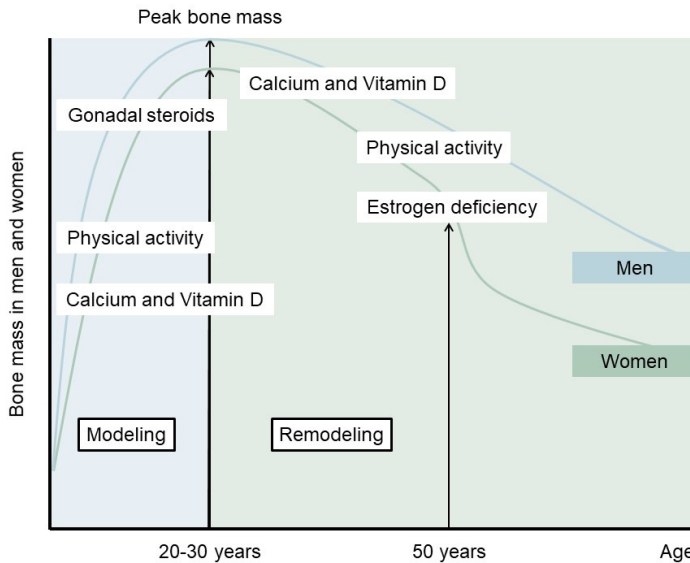 Peak bone mass
Bone mass in men and women
Calcium and Vitamin D
Gonadal steroids
Physical activity
Estrogen deficiency
Physical activity
Men
Calcium and Vitamin D
Women
Modeling
Remodeling
20-30 years
50 years
Age